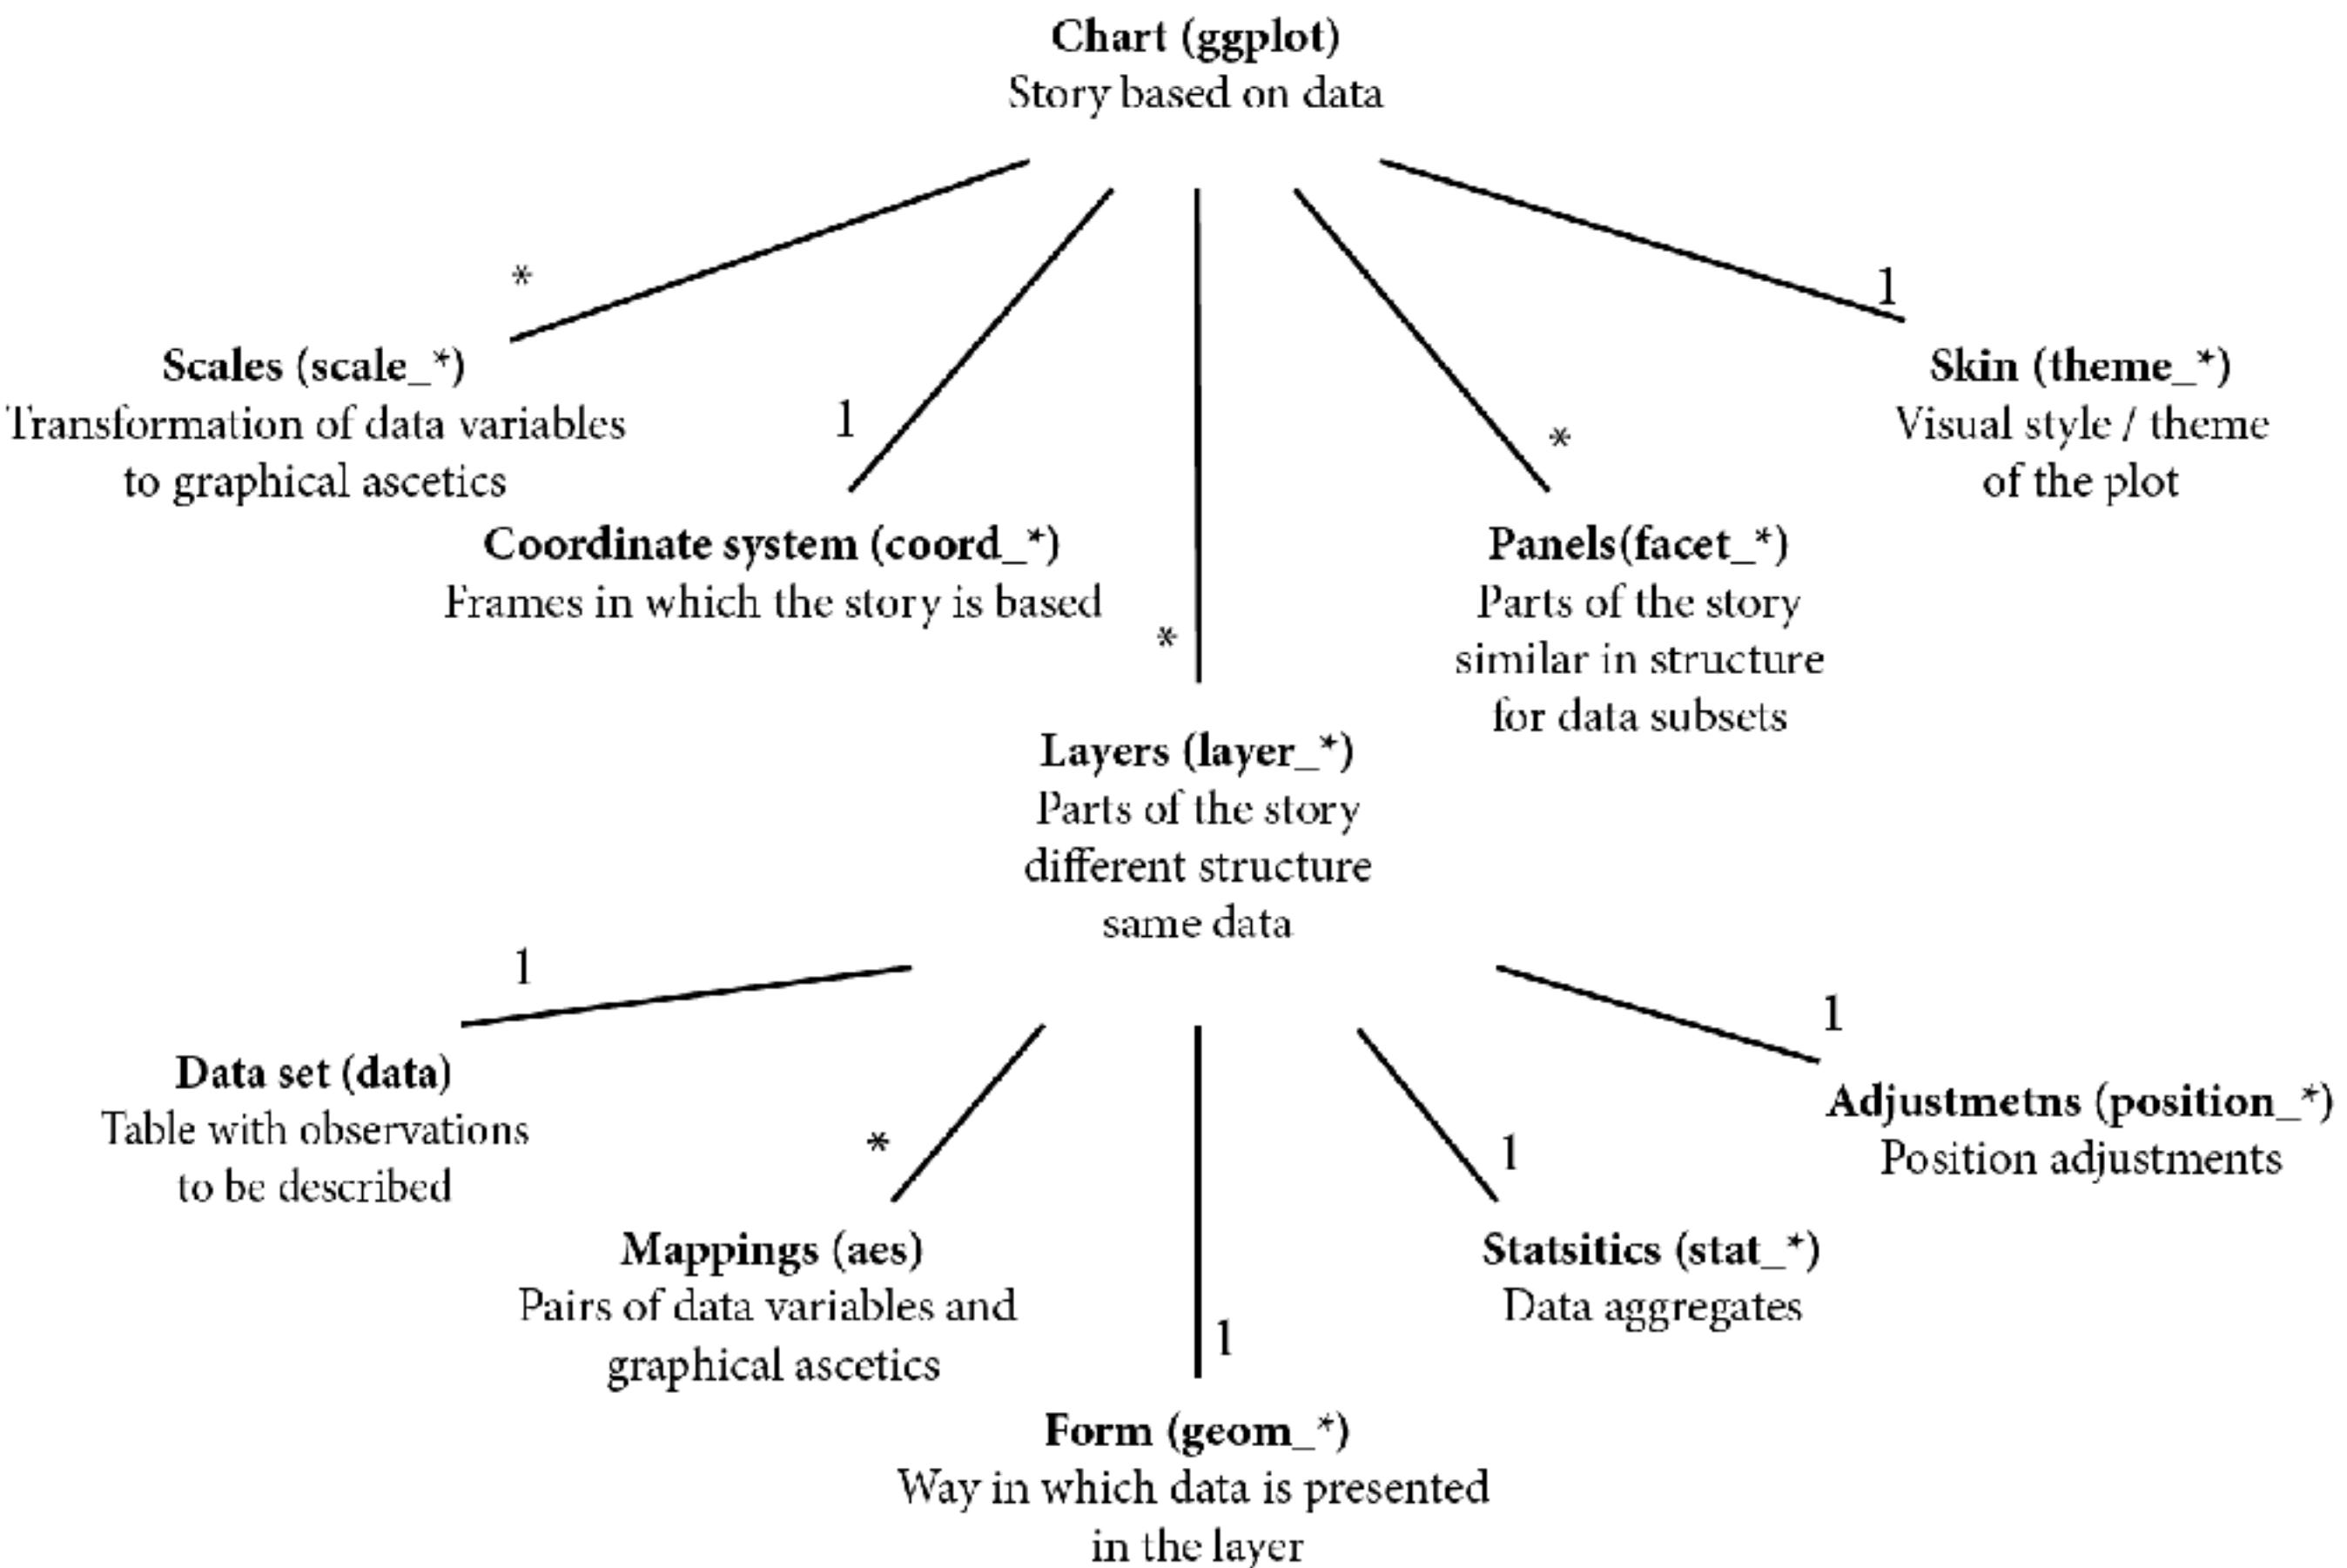 Chart (ggplot)
Story based on data
*
1
*
*
1
Scales (scale_*)
Transformation of data variables
to graphical ascetics
Coordinate system (coord_*)
Frames in which the story is based
Layers (layer_*)
Parts of the story
different structure
same data
Panels(facet_*)
Parts of the story
similar in structure
for data subsets
Skin (theme_*)
Visual style / theme
of the plot
1
*
1
1
1
Data set (data)
Table with observations
to be described
Mappings (aes)
Pairs of data variables and
graphical ascetics
Form (geom_*)
Way in which data is presented
in the layer
Statsitics (stat_*)
Data aggregates
Adjustmetns (position_*)
Position adjustments